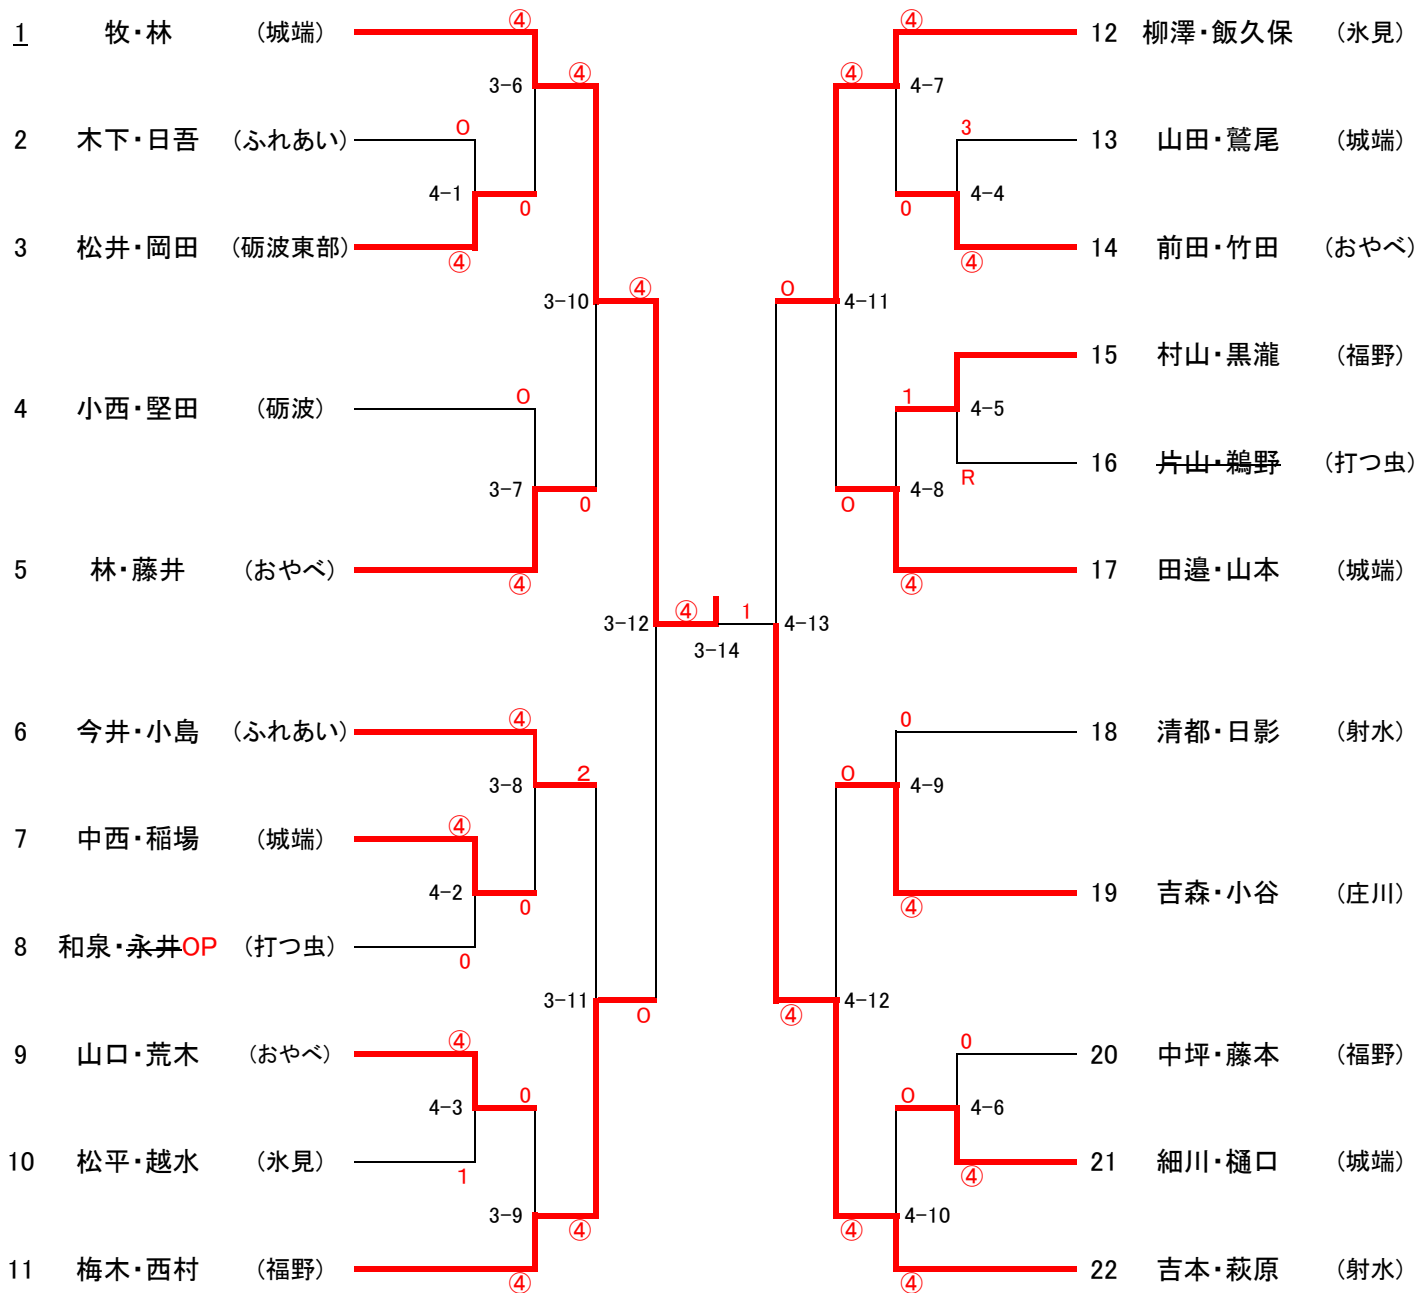 ④ ④
1 牧・林 (城端) 12 柳澤・飯久保 (氷見)
④ ④
3-6 4-7
0 3
2 木下・日吾 (ふれあい) 13 山田・鷲尾 (城端)
4-1 4-4
0 0
3 松井・岡田 (砺波東部) 14 前田・竹田 (おやべ)
④ ④
④ 0
3-10 4-11
15 村山・黒瀧 (福野)
0 1
4 小西・堅田 (砺波) 4-5
16 片山・鵜野 (打つ虫)
R
3-7 4-8
0 0
5 林・藤井 (おやべ) 17 田邉・山本 (城端)
④ ④
④ 1
3-12 4-13
3-14
④ 0
6 今井・小島 (ふれあい) 18 清都・日影 (射水)
2 0
3-8 4-9
④
7 中西・稲場 (城端)
4-2 19 吉森・小谷 (庄川)
0 ④
8 和泉・永井OP (打つ虫)
0
3-11 4-12
0 ④
④ 0
9 山口・荒木 (おやべ) 20 中坪・藤本 (福野)
0 0
4-3 4-6
10 松平・越水 (氷見) 21 細川・樋口 (城端)
1 ④
3-9 4-10
④ ④
11 梅木・西村 (福野) 22 吉本・萩原 (射水)
④ ④